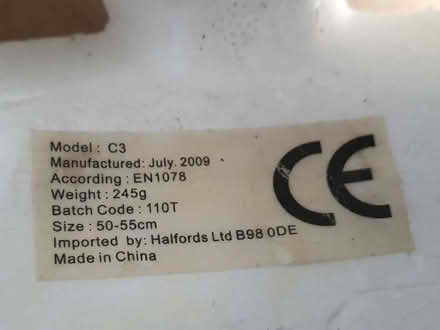 Model : C3
Manufactured: July. 2009
According : EN1078
Weight : 245g
Batch Code : 110T
Size : 50-55cm
Imported by: Halfords Ltd B98 0DE
Made in China
CE